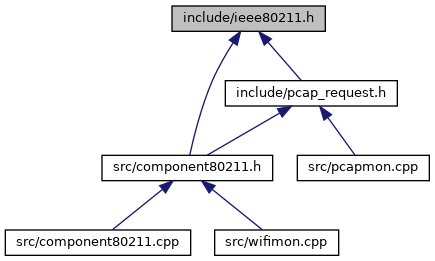 include/ieee80211.h
include/pcap_request.h
src/component80211.h
src/pcapmon.cpp
src/component80211.cpp
src/wifimon.cpp